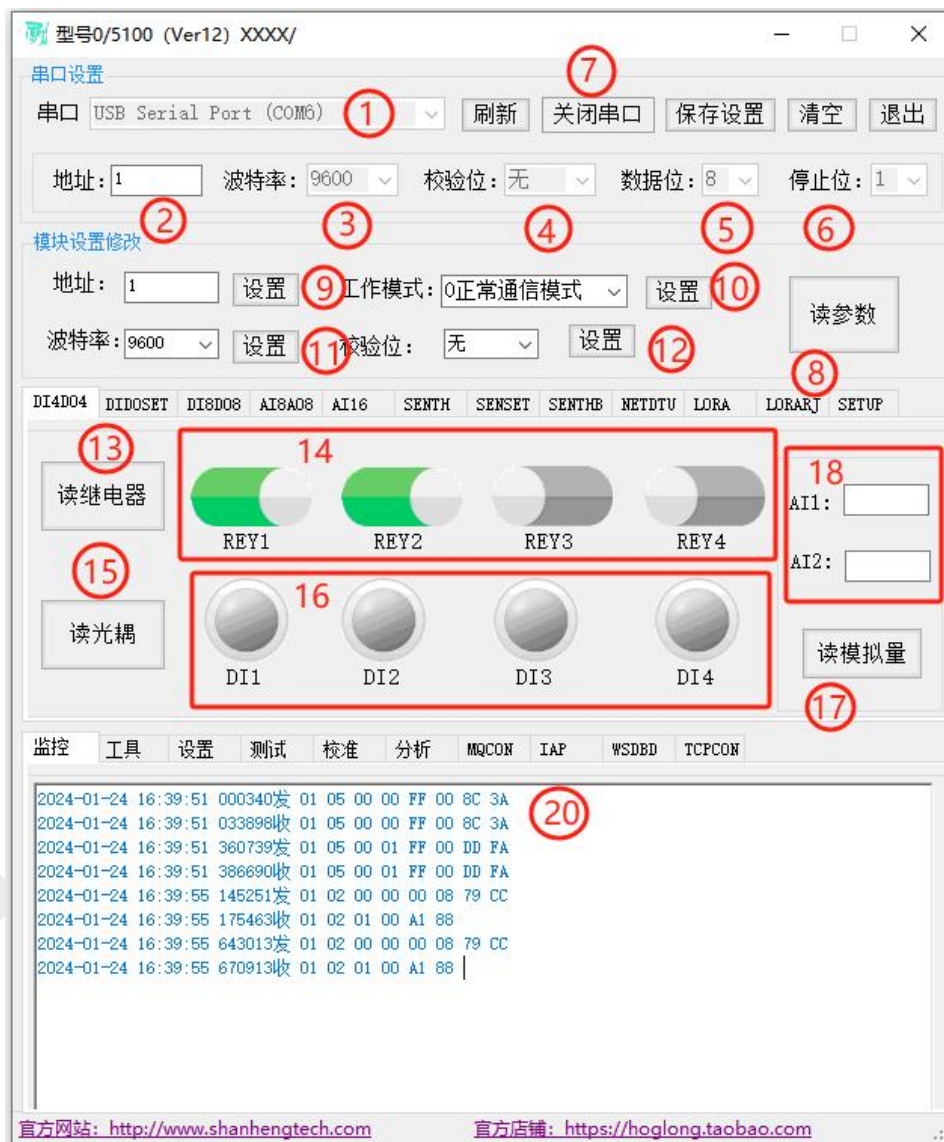 型号0/5100 (Ver12) XXXX/
串口设置
⑦
串口 USB Serial Port (COM6) ① 刷新 关闭串口 保存设置 清空 退出
地址: 1 波特率: 9600 校验位: 无 数据位: 8 停止位: 1
② ③ ④ ⑤ ⑥
模块设置修改
地址: 1 设置 ⑨ 工作模式: 0正常通信模式 设置 ⑩
读参数
波特率: 9600 设置 ⑪ 校验位: 无 设置 ⑫
⑧
DI4DO4 DIDOSET DI8DO8 AI8AO8 AI16 SENTH SENSET SENTHB NETDTU LORA LORARJ SETUP
⑬ 14 18
读继电器 AI1:
REY1 REY2 REY3 REY4
⑮ 16 AI2:
读光耦
读模拟量
DI1 DI2 DI3 DI4
⑰
监控 工具 设置 测试 校准 分析 MQCON IAP WSDBD TCPCON
2024-01-24 16:39:51 000340发 01 05 00 00 FF 00 8C 3A
⑳
2024-01-24 16:39:51 033898收 01 05 00 00 FF 00 8C 3A
2024-01-24 16:39:51 360739发 01 05 00 01 FF 00 DD FA
2024-01-24 16:39:51 386690收 01 05 00 01 FF 00 DD FA
2024-01-24 16:39:55 145251发 01 02 00 00 00 08 79 CC
2024-01-24 16:39:55 175463收 01 02 01 00 A1 88
2024-01-24 16:39:55 643013发 01 02 00 00 00 08 79 CC
2024-01-24 16:39:55 670913收 01 02 01 00 A1 88
官方网站: http://www.shanhengtech.com 官方店铺: https://hoglong.taobao.com